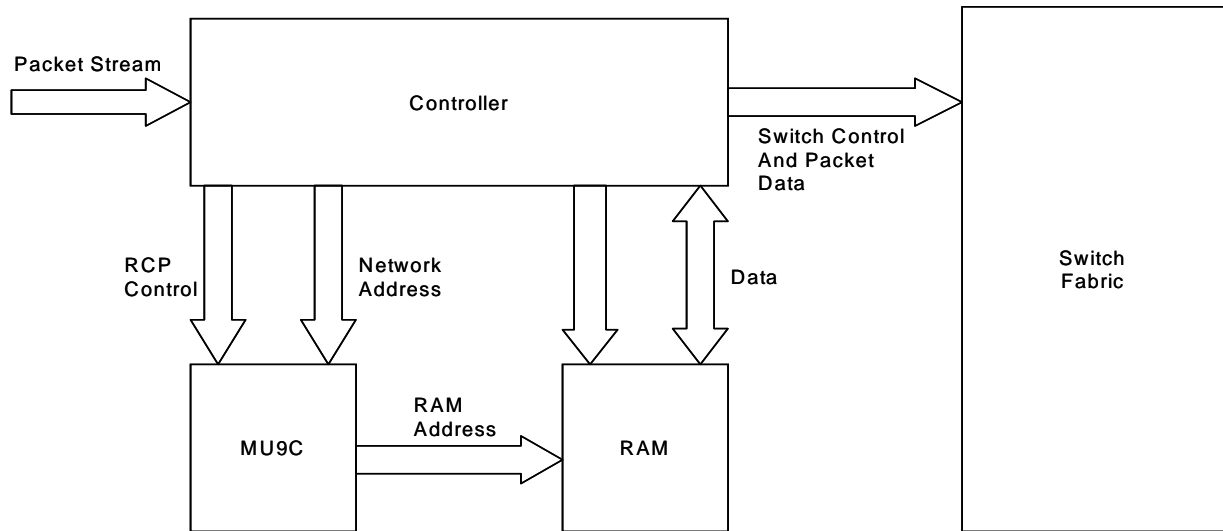 Packet Stream
Controller
Switch Control
And Packet
Data
RCP
Control
Network
Address
Data
Switch
Fabric
RAM
Address
MU9C
RAM